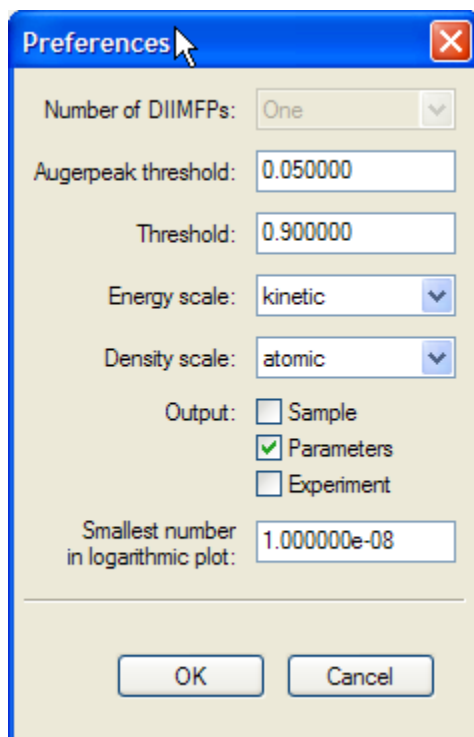 Preferences
Number of DIIMFPs: One
Augerpeak threshold: 0.050000
Threshold: 0.900000
Energy scale: kinetic
Density scale: atomic
Output: Sample
Parameters
Experiment
Smallest number
in logarithmic plot: 1.000000e-08
OK Cancel